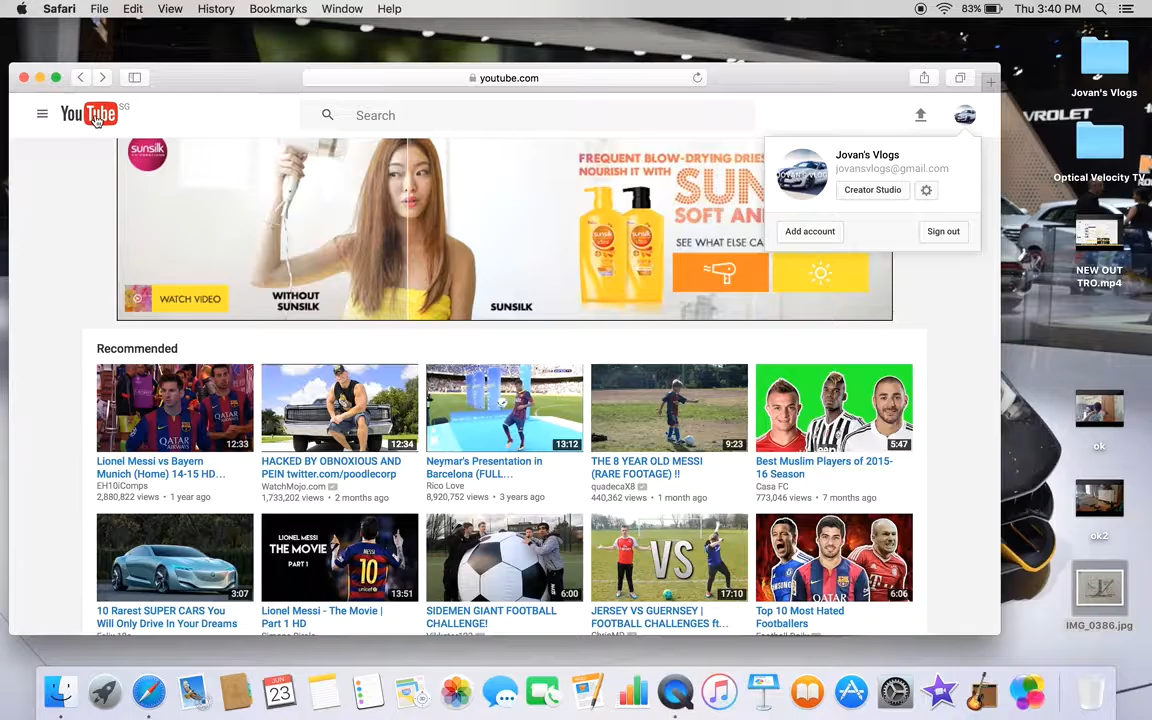 Safari File Edit View History Bookmarks Window Help 83% Thu 3:40 PM
youtube.com
YouTube SG
Search
Jovan's Vlogs
jovansvlogs@gmail.com
Creator Studio
Add account Sign out
sunsilk
FREQUENT BLOW-DRYING DRIES
NOURISH IT WITH
SUN
SOFT AN
SEE WHAT ELSE CA
WATCH VIDEO
WITHOUT
SUNSILK
SUNSILK
Recommended
12:33
Lionel Messi vs Bayern
Munich (Home) 14-15 HD...
EH10iComps
2,880,822 views • 1 year ago
12:34
HACKED BY OBNOXIOUS AND
PEIN twitter.com/poodlecorp
WatchMojo.com
1,733,202 views • 2 months ago
13:12
Neymar's Presentation in
Barcelona (FULL...
Rico Love
8,920,752 views • 3 years ago
9:23
THE 8 YEAR OLD MESSI
(RARE FOOTAGE) !!
quadecaX8
440,362 views • 1 month ago
5:47
Best Muslim Players of 2015-
16 Season
Casa FC
773,046 views • 7 months ago
3:07
10 Rarest SUPER CARS You
Will Only Drive In Your Dreams
LIONEL MESSI
THE MOVIE
PART 1
10
13:51
Lionel Messi - The Movie |
Part 1 HD
6:00
SIDEMEN GIANT FOOTBALL
CHALLENGE!
VS
17:10
JERSEY VS GUERNSEY |
FOOTBALL CHALLENGES ft...
6:06
Top 10 Most Hated
Footballers
Jovan's Vlogs
Optical Velocity TV
NEW OUT
TRO.mp4
ok
ok2
IMG_0386.jpg
JUN
23